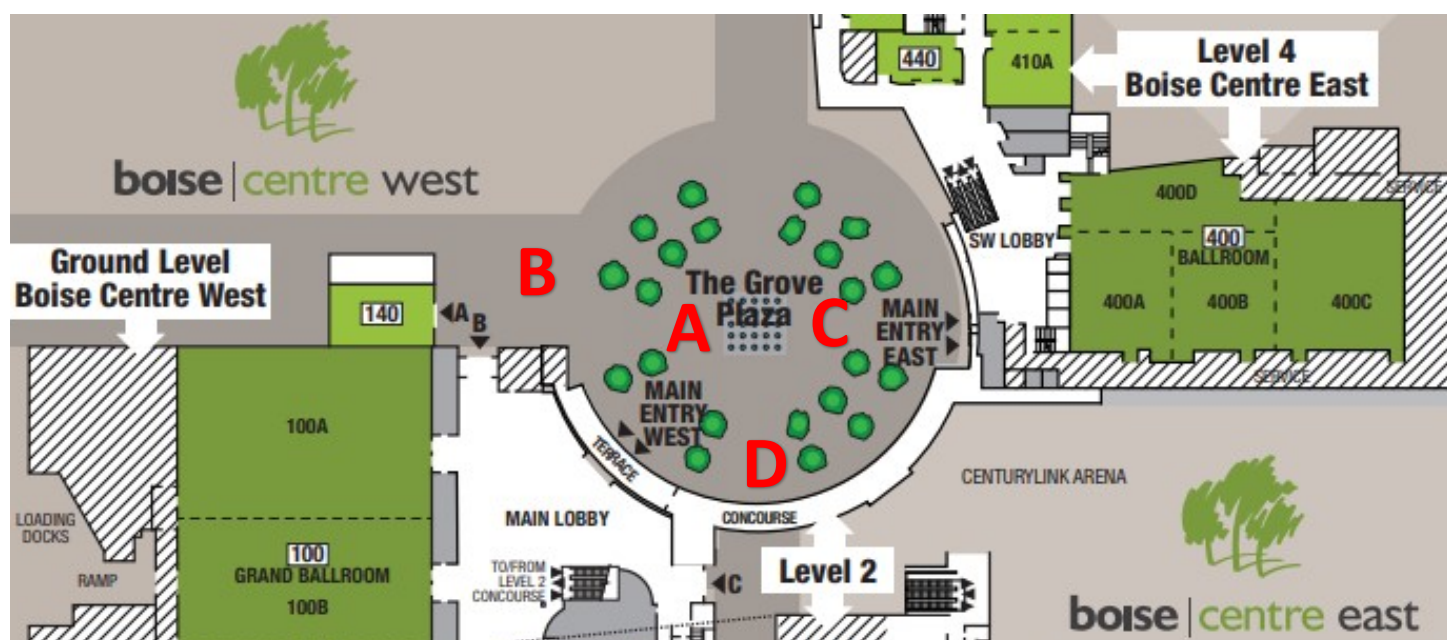 boise | centre west
440
410A
Level 4
Boise Centre East
SERVICE
400D
SW LOBBY
400
BALLROOM
400A
400B
400C
SERVICE
Ground Level
Boise Centre West
140
A
B
B
The Grove
Plaza
A
C
MAIN
ENTRY
EAST
MAIN
ENTRY
WEST
D
TERRACE
CONCOURSE
100A
LOADING
DOCKS
RAMP
100
GRAND BALLROOM
100B
MAIN LOBBY
TO/FROM
LEVEL 2
CONCOURSE
C
Level 2
CENTURYLINK ARENA
boise | centre east